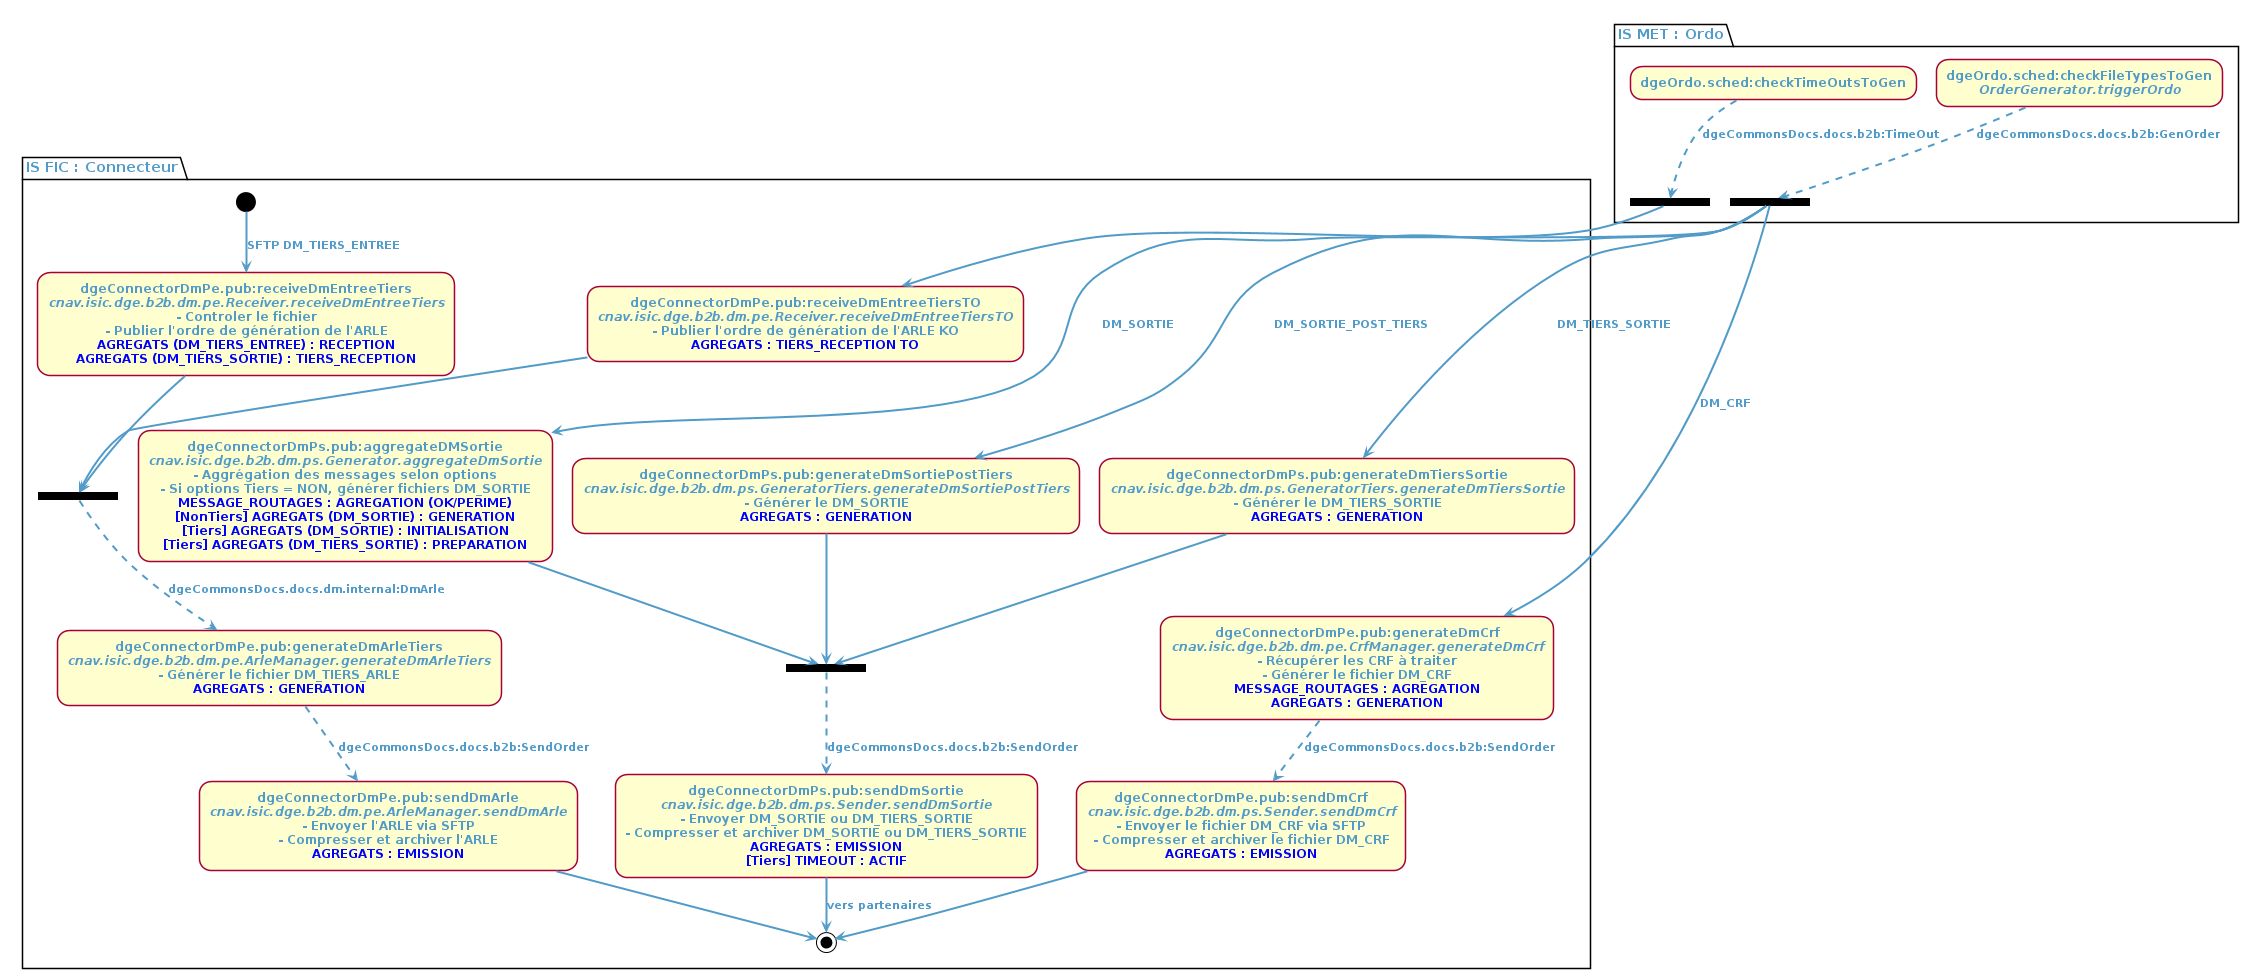 IS MET : Ordo
dgeOrdo.sched:checkTimeOutsToGen
dgeOrdo.sched:checkFileTypesToGen
OrderGenerator.triggerOrdo
dgeCommonsDocs.docs.b2b:TimeOut
dgeCommonsDocs.docs.b2b:GenOrder
IS FIC : Connecteur
SFTP DM_TIERS_ENTREE
dgeConnectorDmPe.pub:receiveDmEntreeTiers
cnav.isic.dge.b2b.dm.pe.Receiver.receiveDmEntreeTiers
- Controler le fichier
- Publier l'ordre de génération de l'ARLE
AGREGATS (DM_TIERS_ENTREE) : RECEPTION
AGREGATS (DM_TIERS_SORTIE) : TIERS_RECEPTION
dgeConnectorDmPe.pub:receiveDmEntreeTiersTO
cnav.isic.dge.b2b.dm.pe.Receiver.receiveDmEntreeTiersTO
- Publier l'ordre de génération de l'ARLE KO
AGREGATS : TIERS_RECEPTION TO
DM_SORTIE
DM_SORTIE_POST_TIERS
DM_TIERS_SORTIE
DM_CRF
dgeConnectorDmPs.pub:aggregateDMSortie
cnav.isic.dge.b2b.dm.ps.Generator.aggregateDmSortie
- Aggrégation des messages selon options
- Si options Tiers = NON, générer fichiers DM_SORTIE
MESSAGE_ROUTAGES : AGREGATION (OK/PERIME)
[NonTiers] AGREGATS (DM_SORTIE) : GENERATION
[Tiers] AGREGATS (DM_SORTIE) : INITIALISATION
[Tiers] AGREGATS (DM_TIERS_SORTIE) : PREPARATION
dgeConnectorDmPs.pub:generateDmSortiePostTiers
cnav.isic.dge.b2b.dm.ps.GeneratorTiers.generateDmSortiePostTiers
- Générer le DM_SORTIE
AGREGATS : GENERATION
dgeConnectorDmPs.pub:generateDmTiersSortie
cnav.isic.dge.b2b.dm.ps.GeneratorTiers.generateDmTiersSortie
- Générer le DM_TIERS_SORTIE
AGREGATS : GENERATION
dgeCommonsDocs.docs.dm.internal:DmArle
dgeConnectorDmPe.pub:generateDmArleTiers
cnav.isic.dge.b2b.dm.pe.ArleManager.generateDmArleTiers
- Générer le fichier DM_TIERS_ARLE
AGREGATS : GENERATION
dgeConnectorDmPe.pub:generateDmCrf
cnav.isic.dge.b2b.dm.pe.CrfManager.generateDmCrf
- Récupérer les CRF à traiter
- Générer le fichier DM_CRF
MESSAGE_ROUTAGES : AGREGATION
AGREGATS : GENERATION
dgeCommonsDocs.docs.b2b:SendOrder
dgeCommonsDocs.docs.b2b:SendOrder
dgeCommonsDocs.docs.b2b:SendOrder
dgeConnectorDmPe.pub:sendDmArle
cnav.isic.dge.b2b.dm.pe.ArleManager.sendDmArle
- Envoyer l'ARLE via SFTP
- Compresser et archiver l'ARLE
AGREGATS : EMISSION
dgeConnectorDmPs.pub:sendDmSortie
cnav.isic.dge.b2b.dm.ps.Sender.sendDmSortie
- Envoyer DM_SORTIE ou DM_TIERS_SORTIE
- Compresser et archiver DM_SORTIE ou DM_TIERS_SORTIE
AGREGATS : EMISSION
[Tiers] TIMEOUT : ACTIF
dgeConnectorDmPe.pub:sendDmCrf
cnav.isic.dge.b2b.dm.ps.Sender.sendDmCrf
- Envoyer le fichier DM_CRF via SFTP
- Compresser et archiver le fichier DM_CRF
AGREGATS : EMISSION
vers partenaires